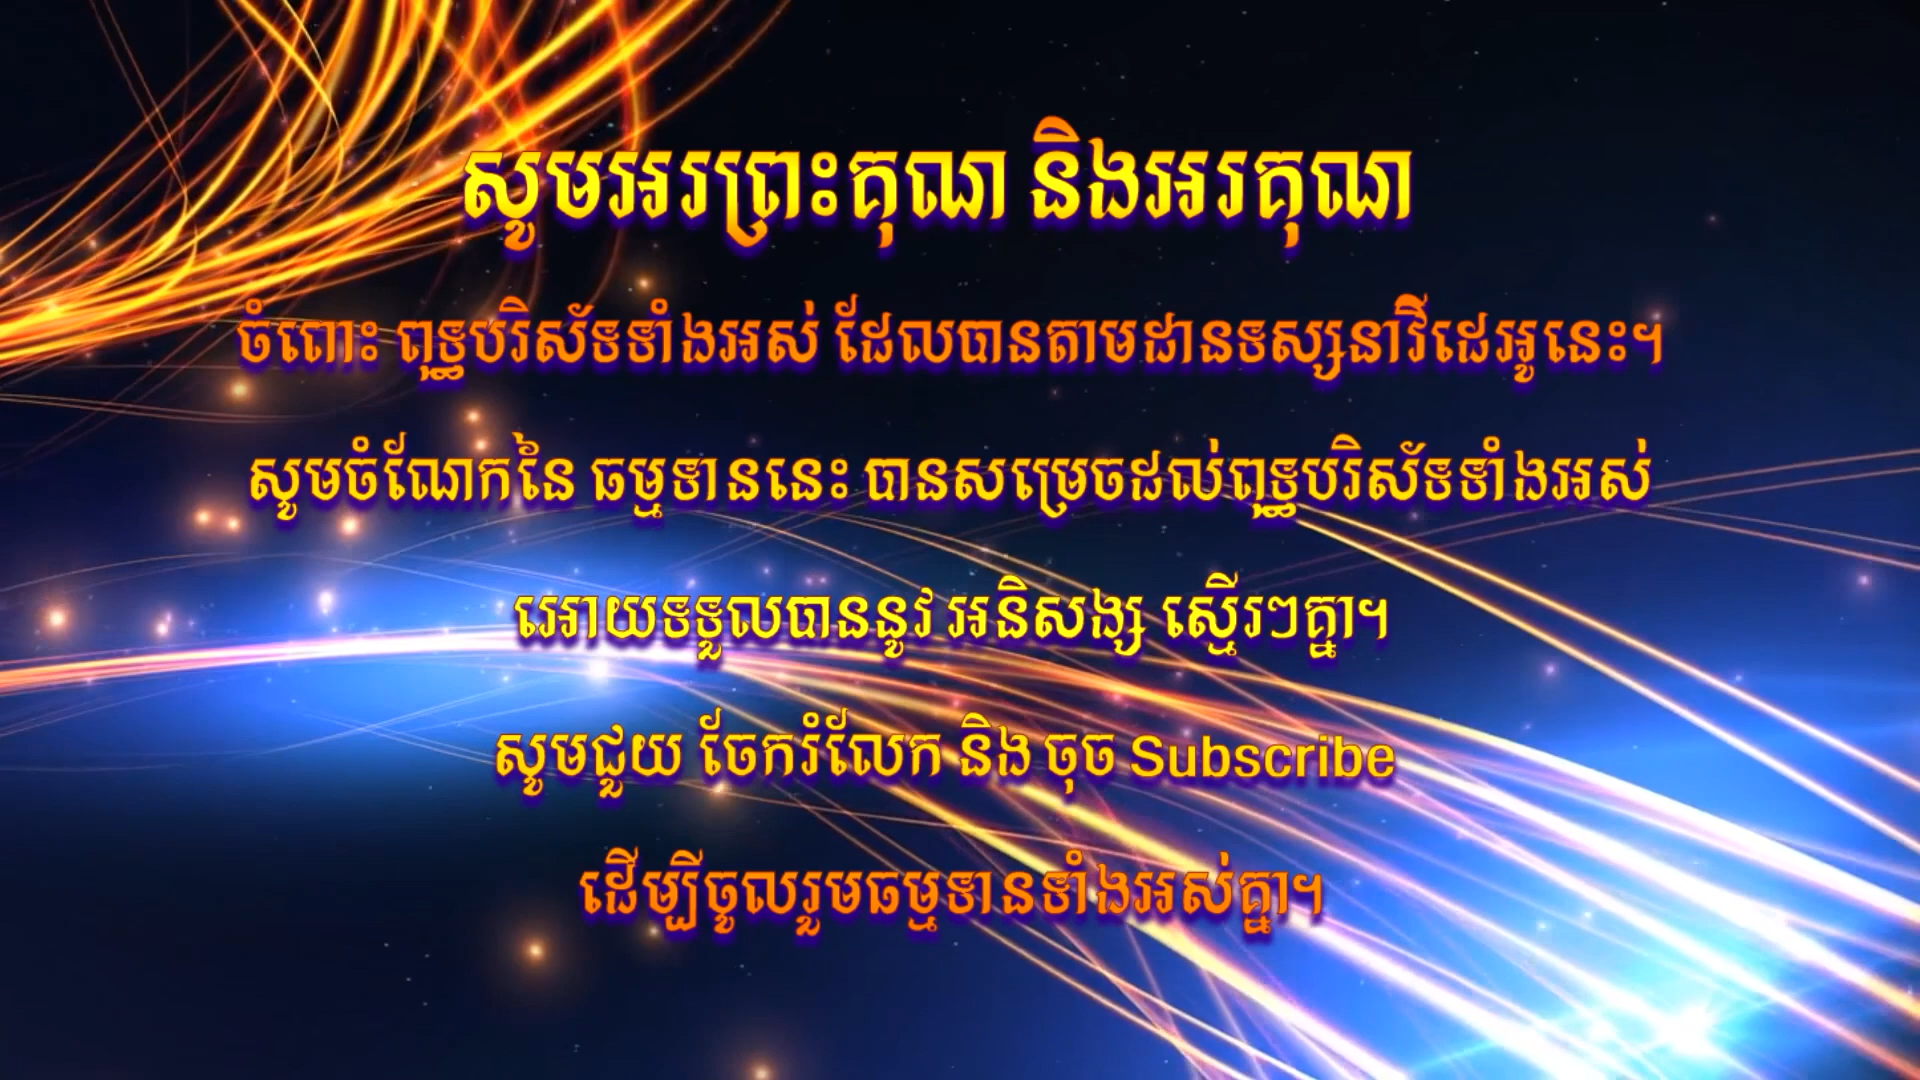 សូមអរព្រះគុណ និងអរគុណ
ចំពោះ ពុទ្ធបរិស័ទទាំងអស់ ដែលបានតាមដានទស្សនាវីដេអូនេះ។
សូមចំណែកនៃ ធម្មទាននេះ បានសម្រេចដល់ពុទ្ធបរិស័ទទាំងអស់
អោយទទួលបាននូវ អនិសង្ស ស្មើរៗគ្នា។
សូមជួយ ចែករំលែក និង ចុច Subscribe
ដើម្បីចូលរួមធម្មទានទាំងអស់គ្នា។